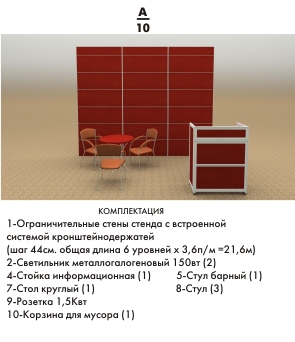 А
10
КОМПЛЕКТАЦИЯ
1-Ограничительные стены стенда с встроенной
системой кронштейнодержатей
(шаг 44см. общая длина 6 уровней х 3,6п/м =21,6м)
2-Светильник металлогалогеновый 150вт (2)
4-Стойка информационная (1) 5-Стул барный (1)
7-Стол круглый (1) 8-Стул (3)
9-Розетка 1,5Квт
10-Корзина для мусора (1)